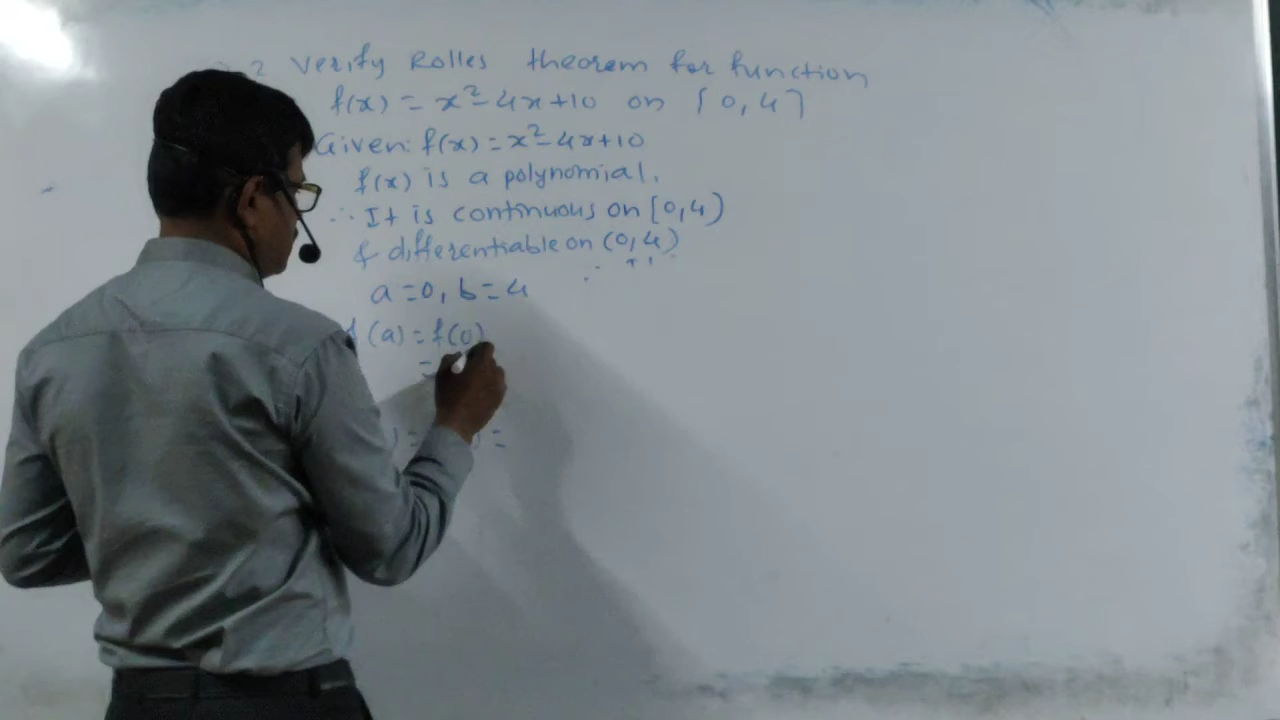 2 Verify Rolles theorem for function
f(x) = x²-4x+10 on [0,4]
Given: f(x) = x²-4x+10
f(x) is a polynomial.
∴ It is continuous on [0,4)
& differentiable on (0,4)
a=0, b=4
f(a) = f(0)
=
) = ) =